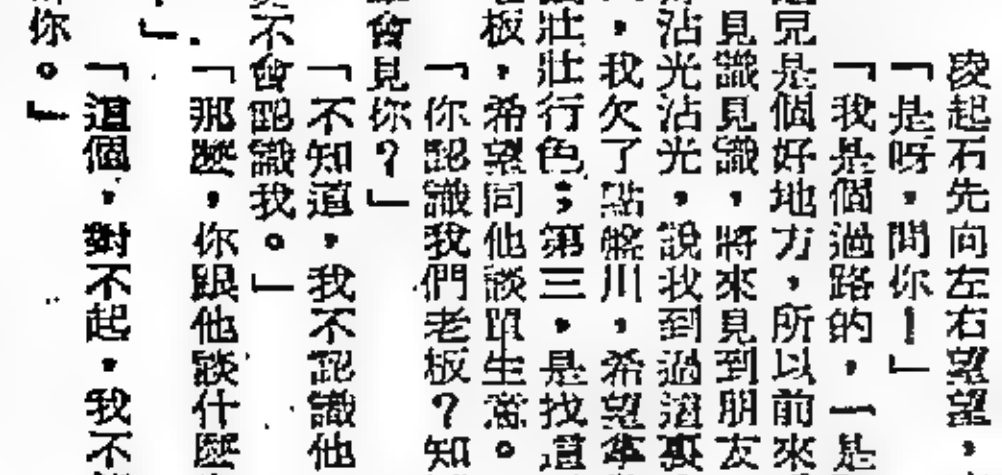 凌起石先向左右望望，
「是呀，問你！」
「我是個過路的，一是
見是個好地方，所以前來
見識見識，將來見到朋友
沾光沾光，說我到過這
，我欠了點盤川，希望
壯壯行色；第三，是找這
板，希望同他談單生意。
「你認識我們老板？知
會見你？」
「不知道，我不認識他
不會認識我。」
「那麼，你跟他談什麼
」
「這個，對不起，我不
你。」